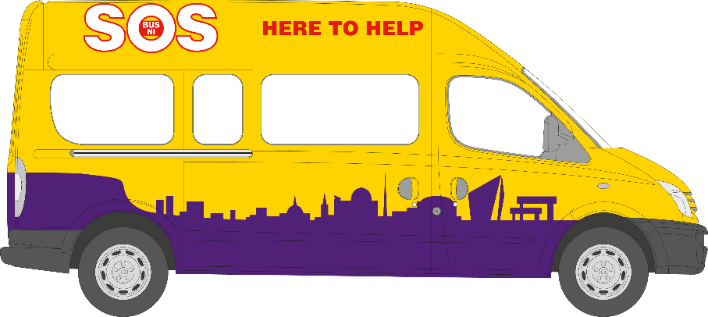 SOS
BUS
NI
HERE TO HELP